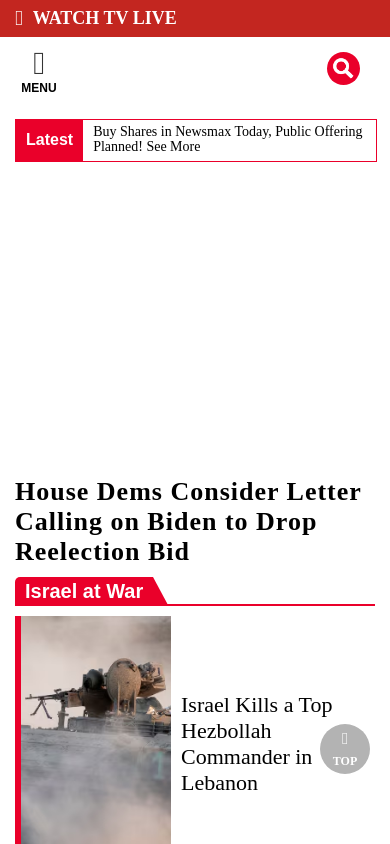 WATCH TV LIVE
MENU
Latest
Buy Shares in Newsmax Today, Public Offering
Planned! See More
House Dems Consider Letter
Calling on Biden to Drop
Reelection Bid
Israel at War
Israel Kills a Top
Hezbollah
Commander in
Lebanon
TOP